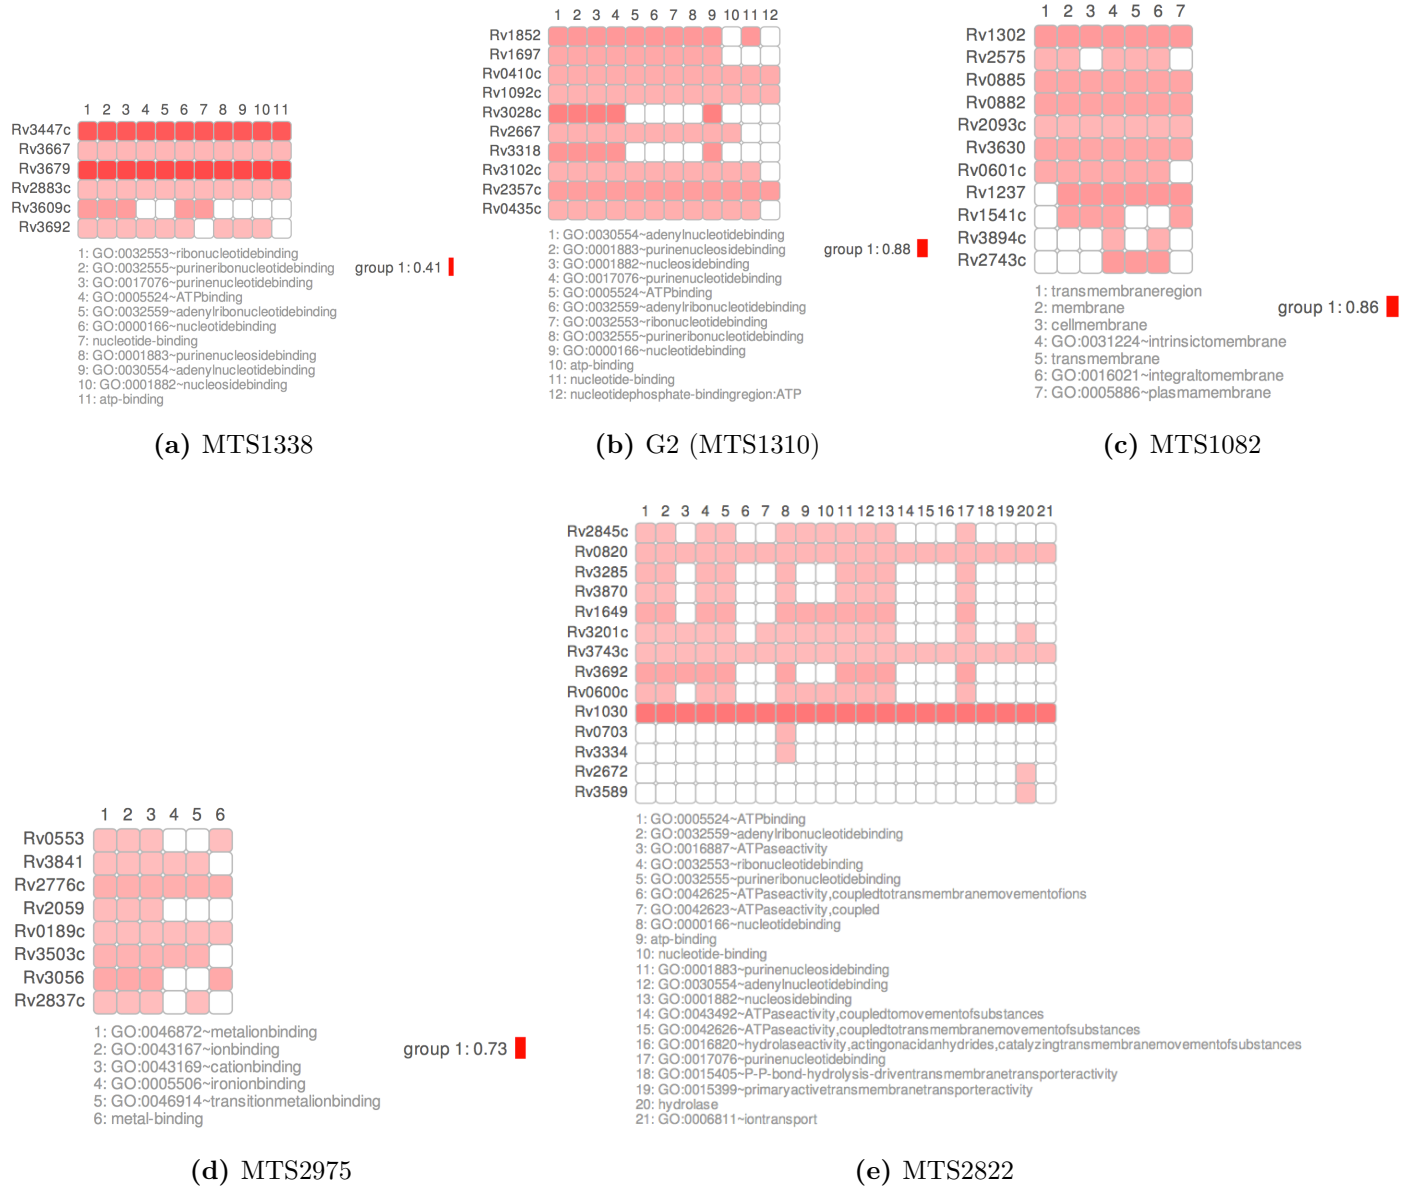 1 2 3 4 5 6 7 8 9 10 11
Rv3447c
Rv3667
Rv3679
Rv2883c
Rv3609c
Rv3692
1: GO:0032553~ribonucleotidebinding
2: GO:0032555~purineribonucleotidebinding
3: GO:0017076~purinenucleotidebinding
4: GO:0005524~ATPbinding
5: GO:0032559~adenylribonucleotidebinding
6: GO:0000166~nucleotidebinding
7: nucleotide-binding
8: GO:0001883~purinenucleosidebinding
9: GO:0030554~adenylnucleotidebinding
10: GO:0001882~nucleosidebinding
11: atp-binding
group 1: 0.41
(a) MTS1338
1 2 3 4 5 6 7 8 9 10 11 12
Rv1852
Rv1697
Rv0410c
Rv1092c
Rv3028c
Rv2667
Rv3318
Rv3102c
Rv2357c
Rv0435c
1: GO:0030554~adenylnucleotidebinding
2: GO:0001883~purinenucleosidebinding
3: GO:0001882~nucleosidebinding
4: GO:0017076~purinenucleotidebinding
5: GO:0005524~ATPbinding
6: GO:0032559~adenylribonucleotidebinding
7: GO:0032553~ribonucleotidebinding
8: GO:0032555~purineribonucleotidebinding
9: GO:0000166~nucleotidebinding
10: atp-binding
11: nucleotide-binding
12: nucleotidephosphate-bindingregion:ATP
group 1: 0.88
(b) G2 (MTS1310)
1 2 3 4 5 6 7
Rv1302
Rv2575
Rv0885
Rv0882
Rv2093c
Rv3630
Rv0601c
Rv1237
Rv1541c
Rv3894c
Rv2743c
1: transmembraneregion
2: membrane
3: cellmembrane
4: GO:0031224~intrinsictomembrane
5: transmembrane
6: GO:0016021~integraltomembrane
7: GO:0005886~plasmamembrane
group 1: 0.86
(c) MTS1082
1 2 3 4 5 6
Rv0553
Rv3841
Rv2776c
Rv2059
Rv0189c
Rv3503c
Rv3056
Rv2837c
1: GO:0046872~metalionbinding
2: GO:0043167~ionbinding
3: GO:0043169~cationbinding
4: GO:0005506~ironionbinding
5: GO:0046914~transitionmetalionbinding
6: metal-binding
group 1: 0.73
(d) MTS2975
1 2 3 4 5 6 7 8 9 10 11 12 13 14 15 16 17 18 19 20 21
Rv2845c
Rv0820
Rv3285
Rv3870
Rv1649
Rv3201c
Rv3743c
Rv3692
Rv0600c
Rv1030
Rv0703
Rv3334
Rv2672
Rv3589
1: GO:0005524~ATPbinding
2: GO:0032559~adenylribonucleotidebinding
3: GO:0016887~ATPaseactivity
4: GO:0032553~ribonucleotidebinding
5: GO:0032555~purineribonucleotidebinding
6: GO:0042625~ATPaseactivity,coupledtotransmembranemovementofions
7: GO:0042623~ATPaseactivity,coupled
8: GO:0000166~nucleotidebinding
9: atp-binding
10: nucleotide-binding
11: GO:0001883~purinenucleosidebinding
12: GO:0030554~adenylnucleotidebinding
13: GO:0001882~nucleosidebinding
14: GO:0043492~ATPaseactivity,coupledtomovementofsubstances
15: GO:0042626~ATPaseactivity,coupledtotransmembranemovementofsubstances
16: GO:0016820~hydrolaseactivity,actingonacidanhydrides,catalyzingtransmembranemovementofsubstances
17: GO:0017076~purinenucleotidebinding
18: GO:0015405~P-P-bond-hydrolysis-driventransmembranetransporteractivity
19: GO:0015399~primaryactivetransmembranetransporteractivity
20: hydrolase
21: GO:0006811~iontransport
(e) MTS2822